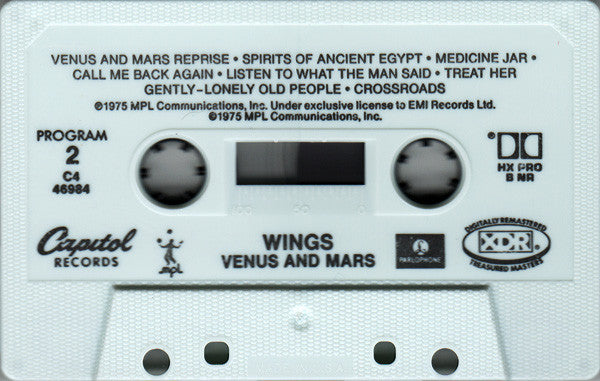 VENUS AND MARS REPRISE • SPIRITS OF ANCIENT EGYPT • MEDICINE JAR •
CALL ME BACK AGAIN • LISTEN TO WHAT THE MAN SAID • TREAT HER
GENTLY-LONELY OLD PEOPLE • CROSSROADS
℗1975 MPL Communications, Inc. Under exclusive license to EMI Records Ltd.
©1975 MPL Communications, Inc.
PROGRAM
2
C4
46984
HX PRO
B NR
100 50 0
Capitol
RECORDS
mpl
WINGS
VENUS AND MARS
PARLOPHONE
DIGITALLY REMASTERED
XDR
TREASURED MASTERS